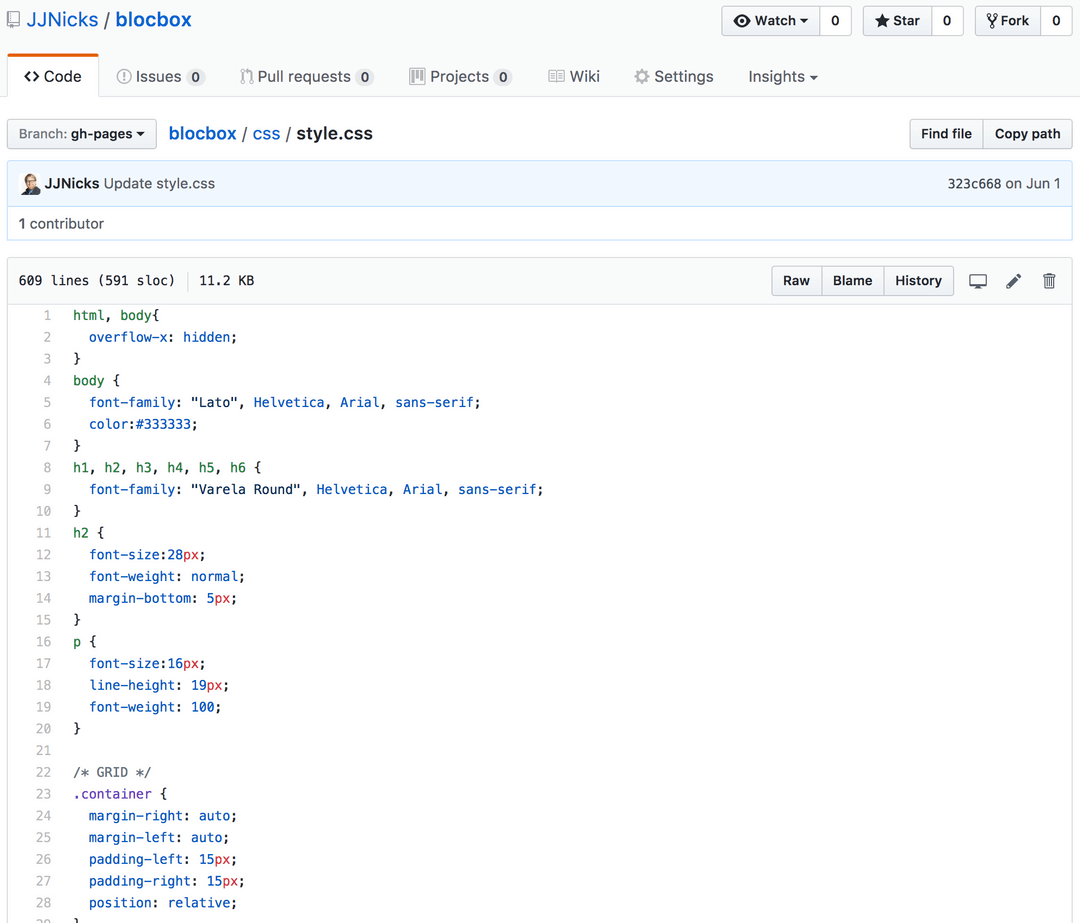 JJNicks / blocbox
Watch 0 Star 0 Fork 0
Code Issues 0 Pull requests 0 Projects 0 Wiki Settings Insights
Branch: gh-pages blocbox / css / style.css Find file Copy path
JJNicks Update style.css 323c668 on Jun 1
1 contributor
609 lines (591 sloc) 11.2 KB Raw Blame History
1 html, body{
2 overflow-x: hidden;
3 }
4 body {
5 font-family: "Lato", Helvetica, Arial, sans-serif;
6 color:#333333;
7 }
8 h1, h2, h3, h4, h5, h6 {
9 font-family: "Varela Round", Helvetica, Arial, sans-serif;
10 }
11 h2 {
12 font-size:28px;
13 font-weight: normal;
14 margin-bottom: 5px;
15 }
16 p {
17 font-size:16px;
18 line-height: 19px;
19 font-weight: 100;
20 }
21
22 /* GRID */
23 .container {
24 margin-right: auto;
25 margin-left: auto;
26 padding-left: 15px;
27 padding-right: 15px;
28 position: relative;
29 }